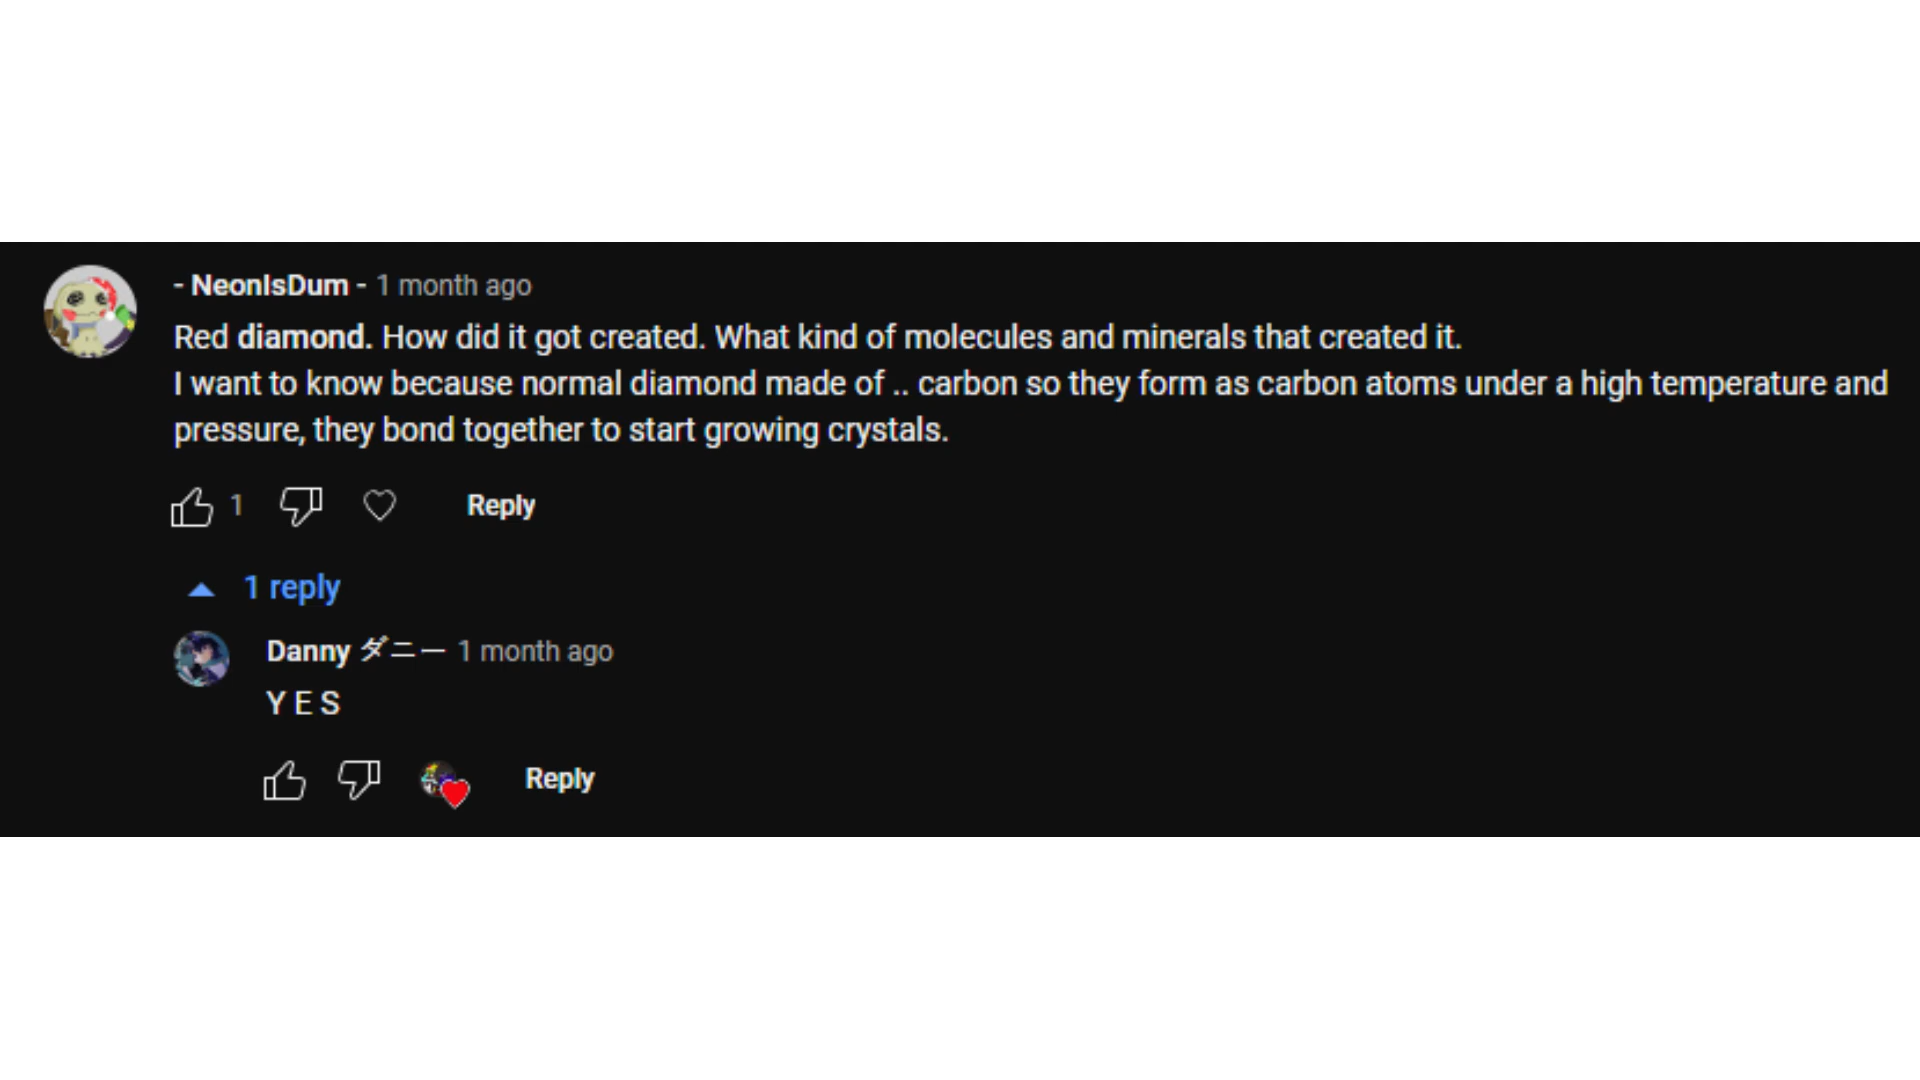 - NeonIsDum - 1 month ago
Red diamond. How did it got created. What kind of molecules and minerals that created it.
I want to know because normal diamond made of .. carbon so they form as carbon atoms under a high temperature and
pressure, they bond together to start growing crystals.
1 Reply
1 reply
Danny ダニー 1 month ago
Y E S
Reply